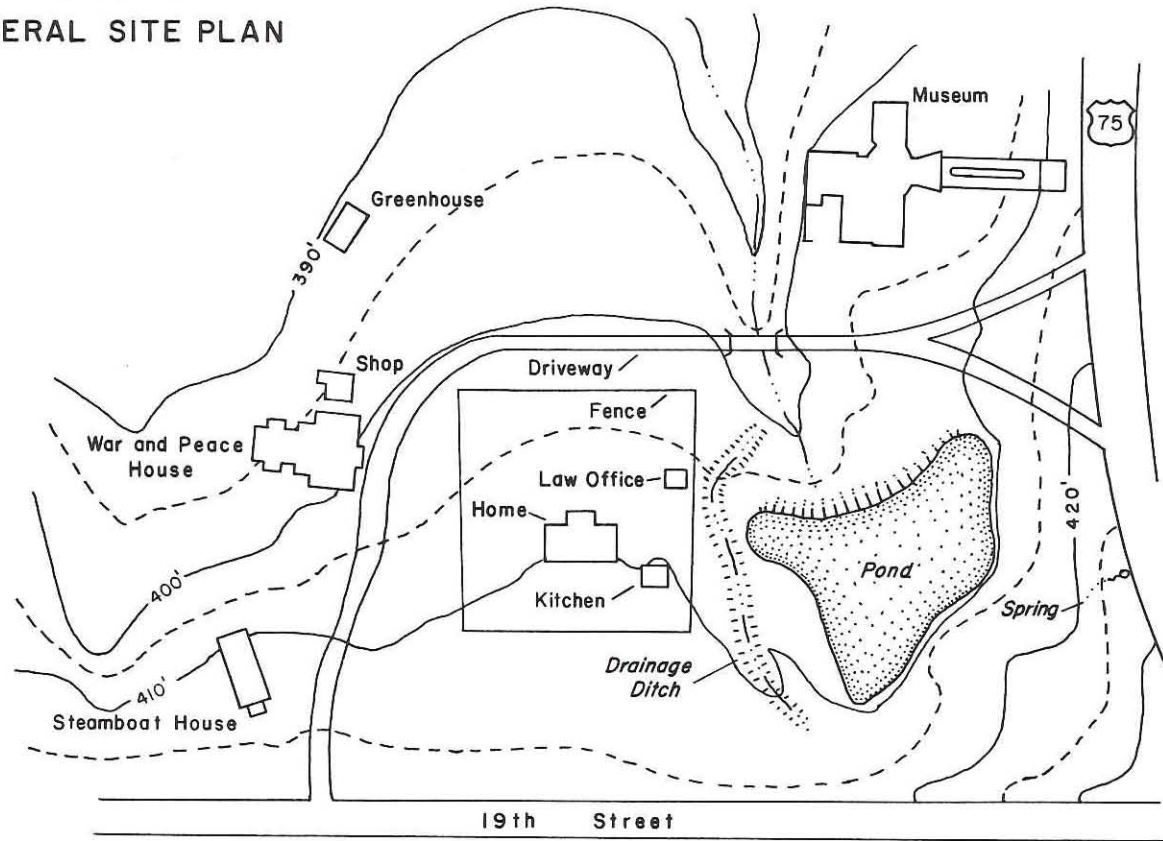 ERAL SITE PLAN
Museum
75
Greenhouse
390'
Shop
Driveway
Fence
War and Peace
House
Law Office
Home
420'
Pond
400'
Kitchen
Spring
Drainage
Ditch
410'
Steamboat House
19th Street